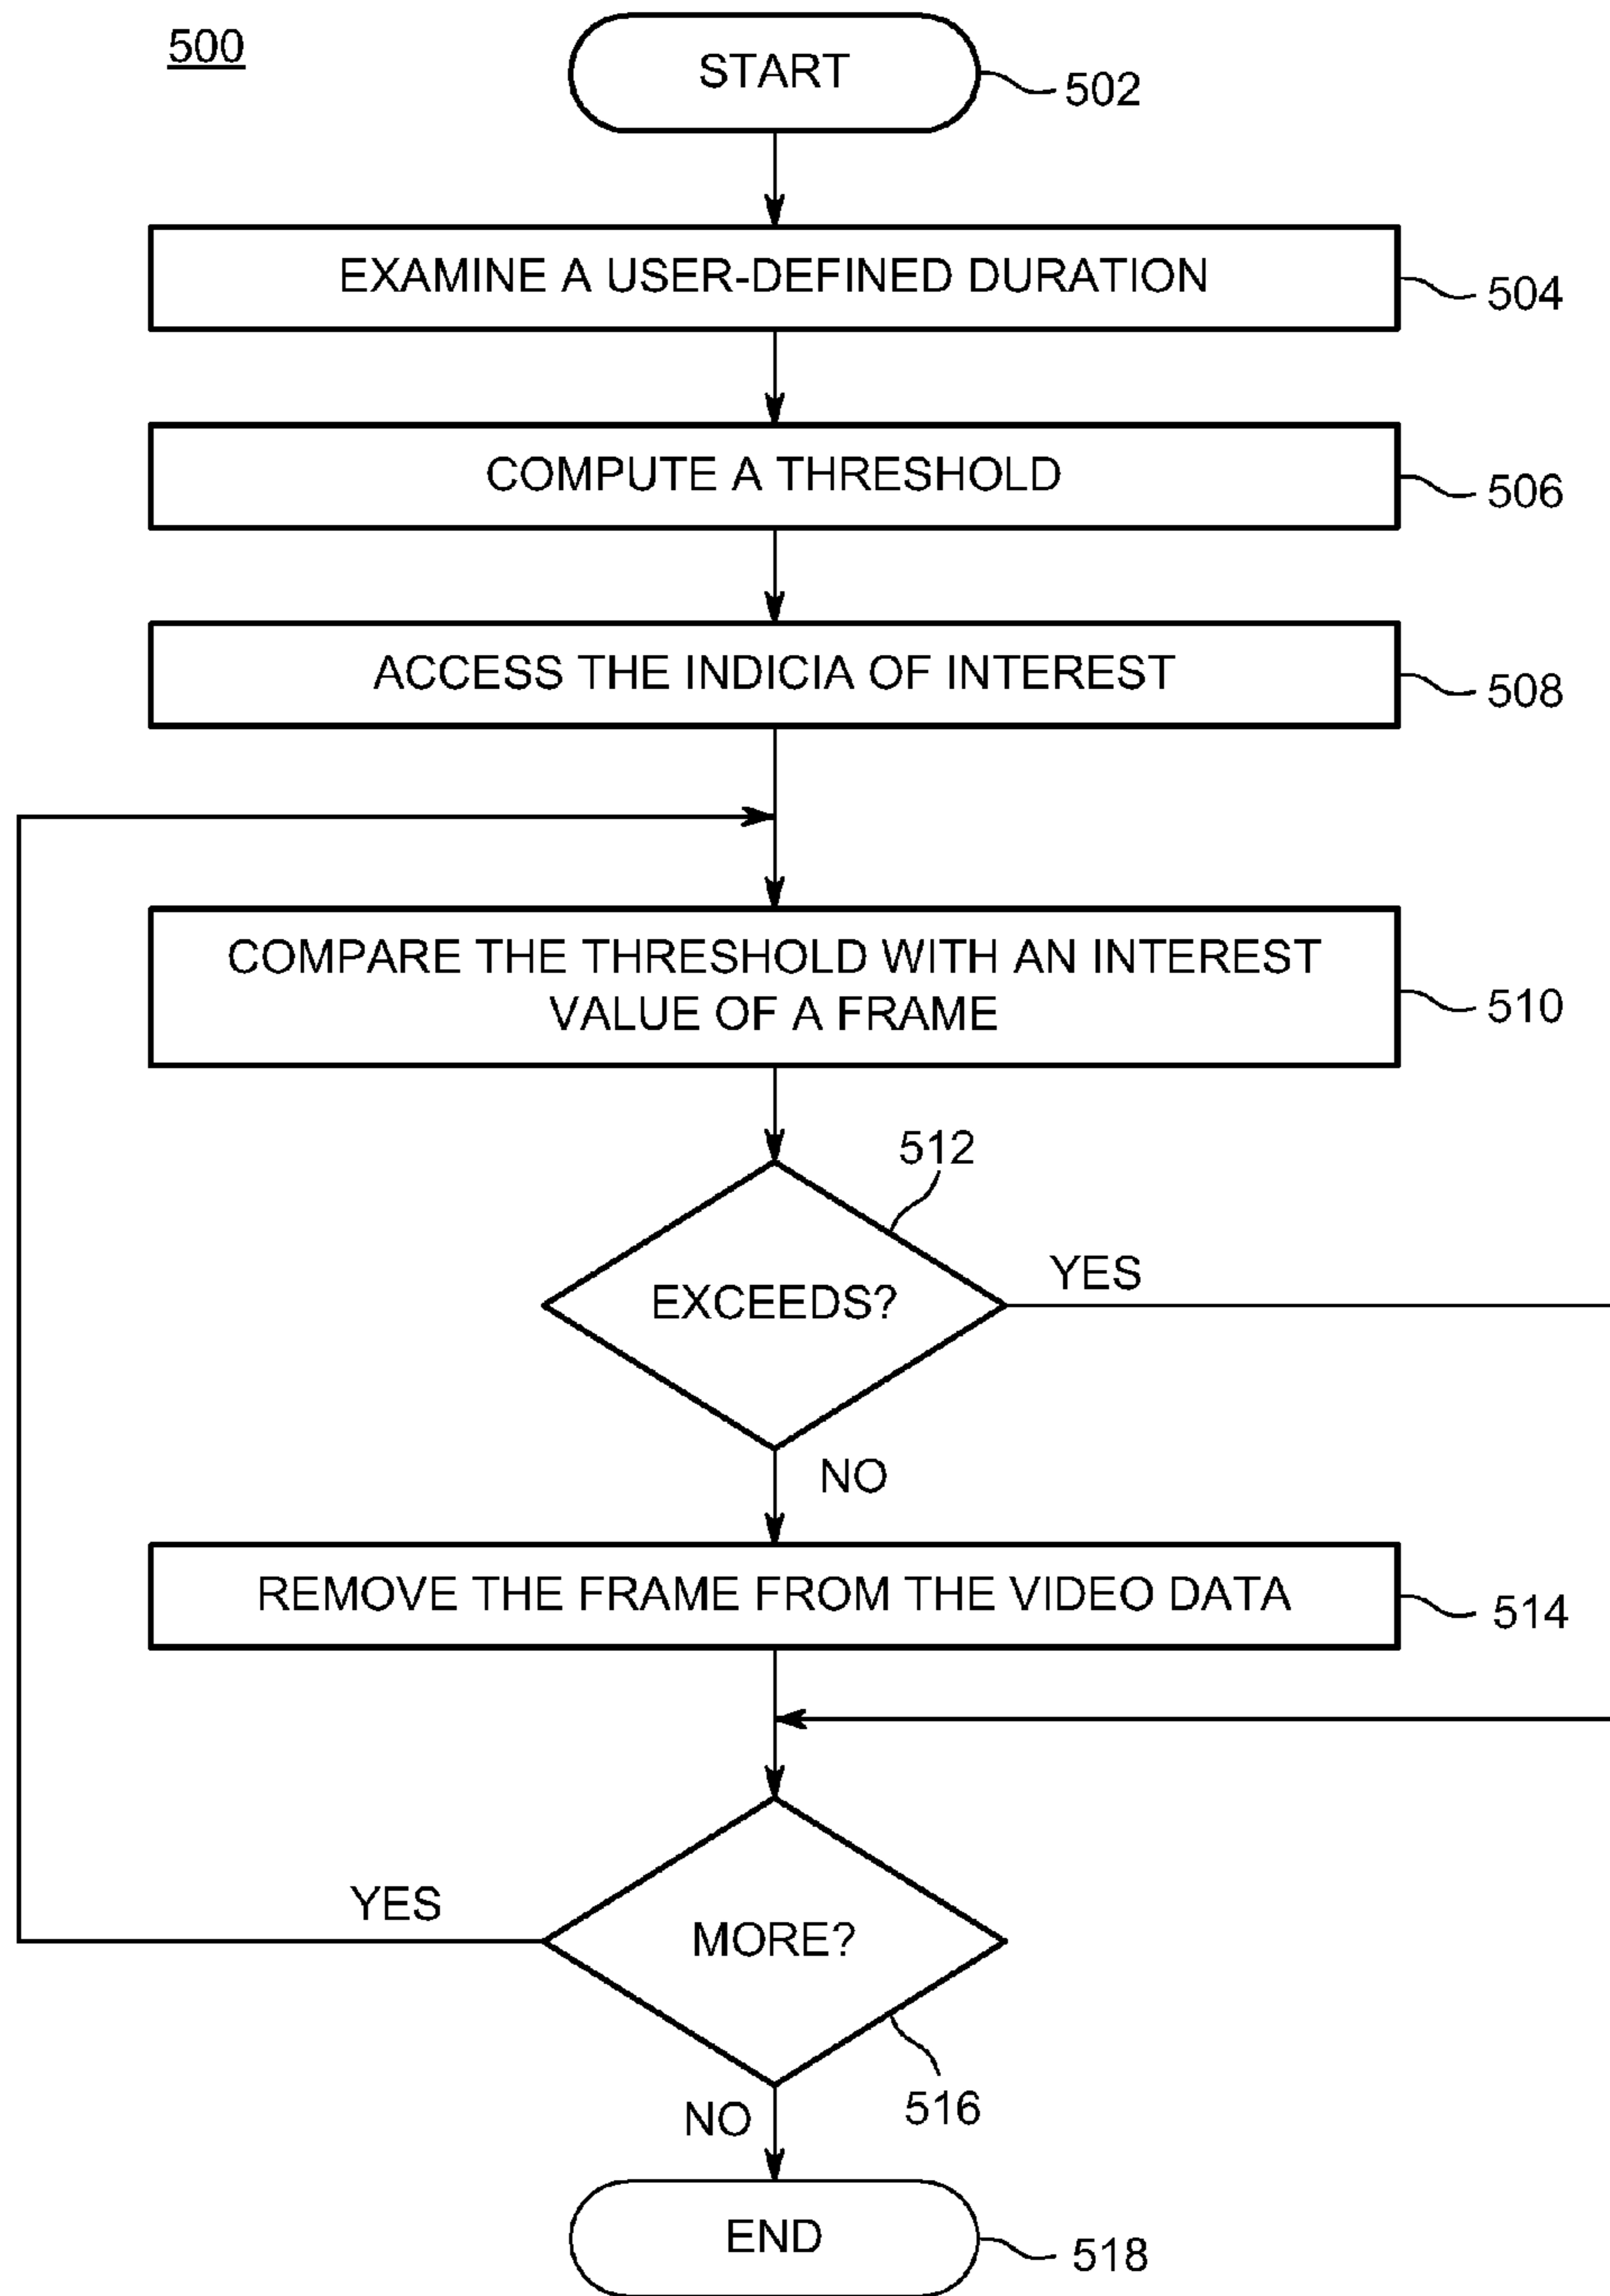 500
START
502
EXAMINE A USER-DEFINED DURATION
504
COMPUTE A THRESHOLD
506
ACCESS THE INDICIA OF INTEREST
508
COMPARE THE THRESHOLD WITH AN INTEREST
VALUE OF A FRAME
510
512
EXCEEDS?
YES
NO
REMOVE THE FRAME FROM THE VIDEO DATA
514
YES
MORE?
516
NO
END
518